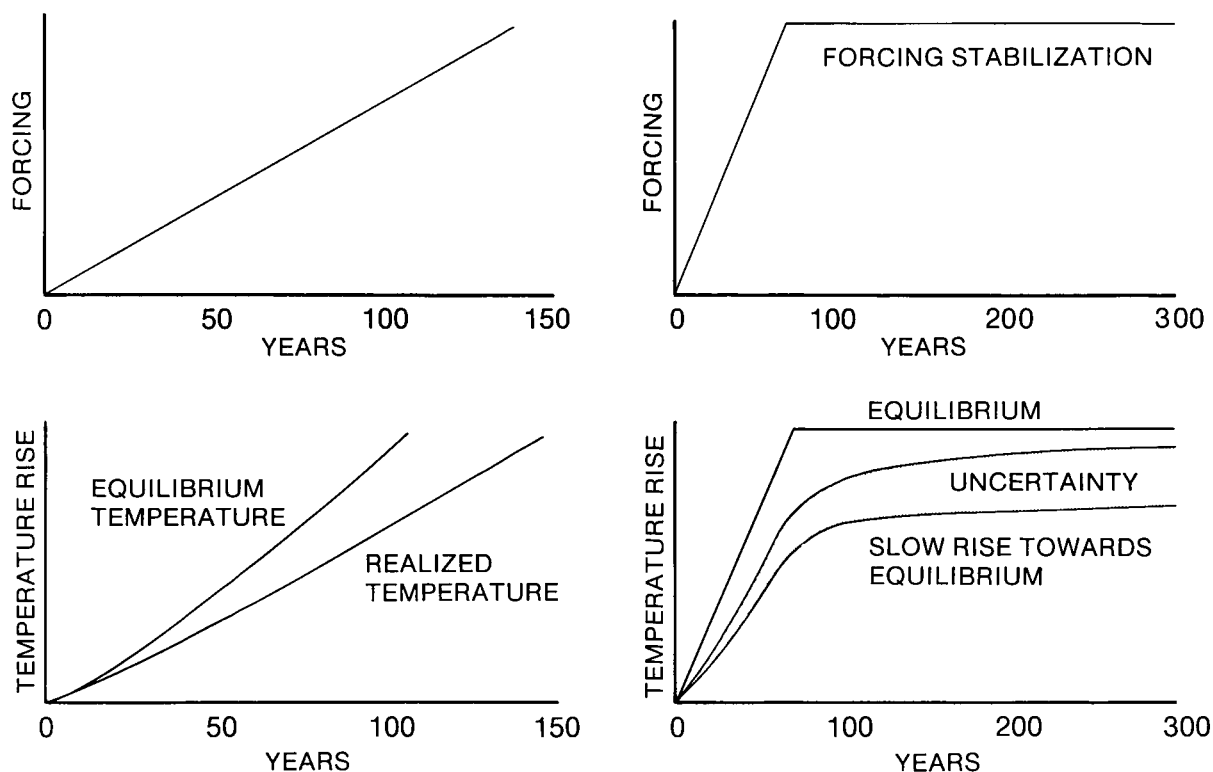 FORCING
0 50 100 150
YEARS
FORCING
FORCING STABILIZATION
0 100 200 300
YEARS
TEMPERATURE RISE
EQUILIBRIUM
TEMPERATURE
REALIZED
TEMPERATURE
0 50 100 150
YEARS
TEMPERATURE RISE
EQUILIBRIUM
UNCERTAINTY
SLOW RISE TOWARDS
EQUILIBRIUM
0 100 200 300
YEARS